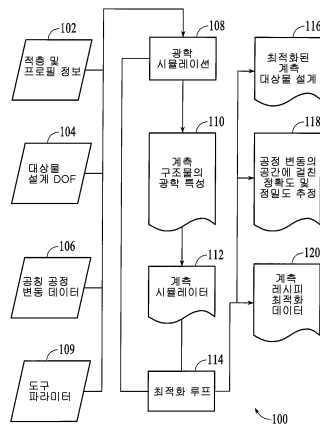 102
적층 및
프로필 정보
104
대상물
설계 DOF
106
공칭 공정
변동 데이터
109
도구
파라미터
108
광학
시뮬레이션
110
계측
구조물의
광학 특성
112
계측
시뮬레이터
114
최적화 루프
116
최적화된
계측
대상물 설계
118
공정 변동의
공간에 걸친
정확도 및
정밀도 추정
120
계측
레시피
최적화
데이터
100